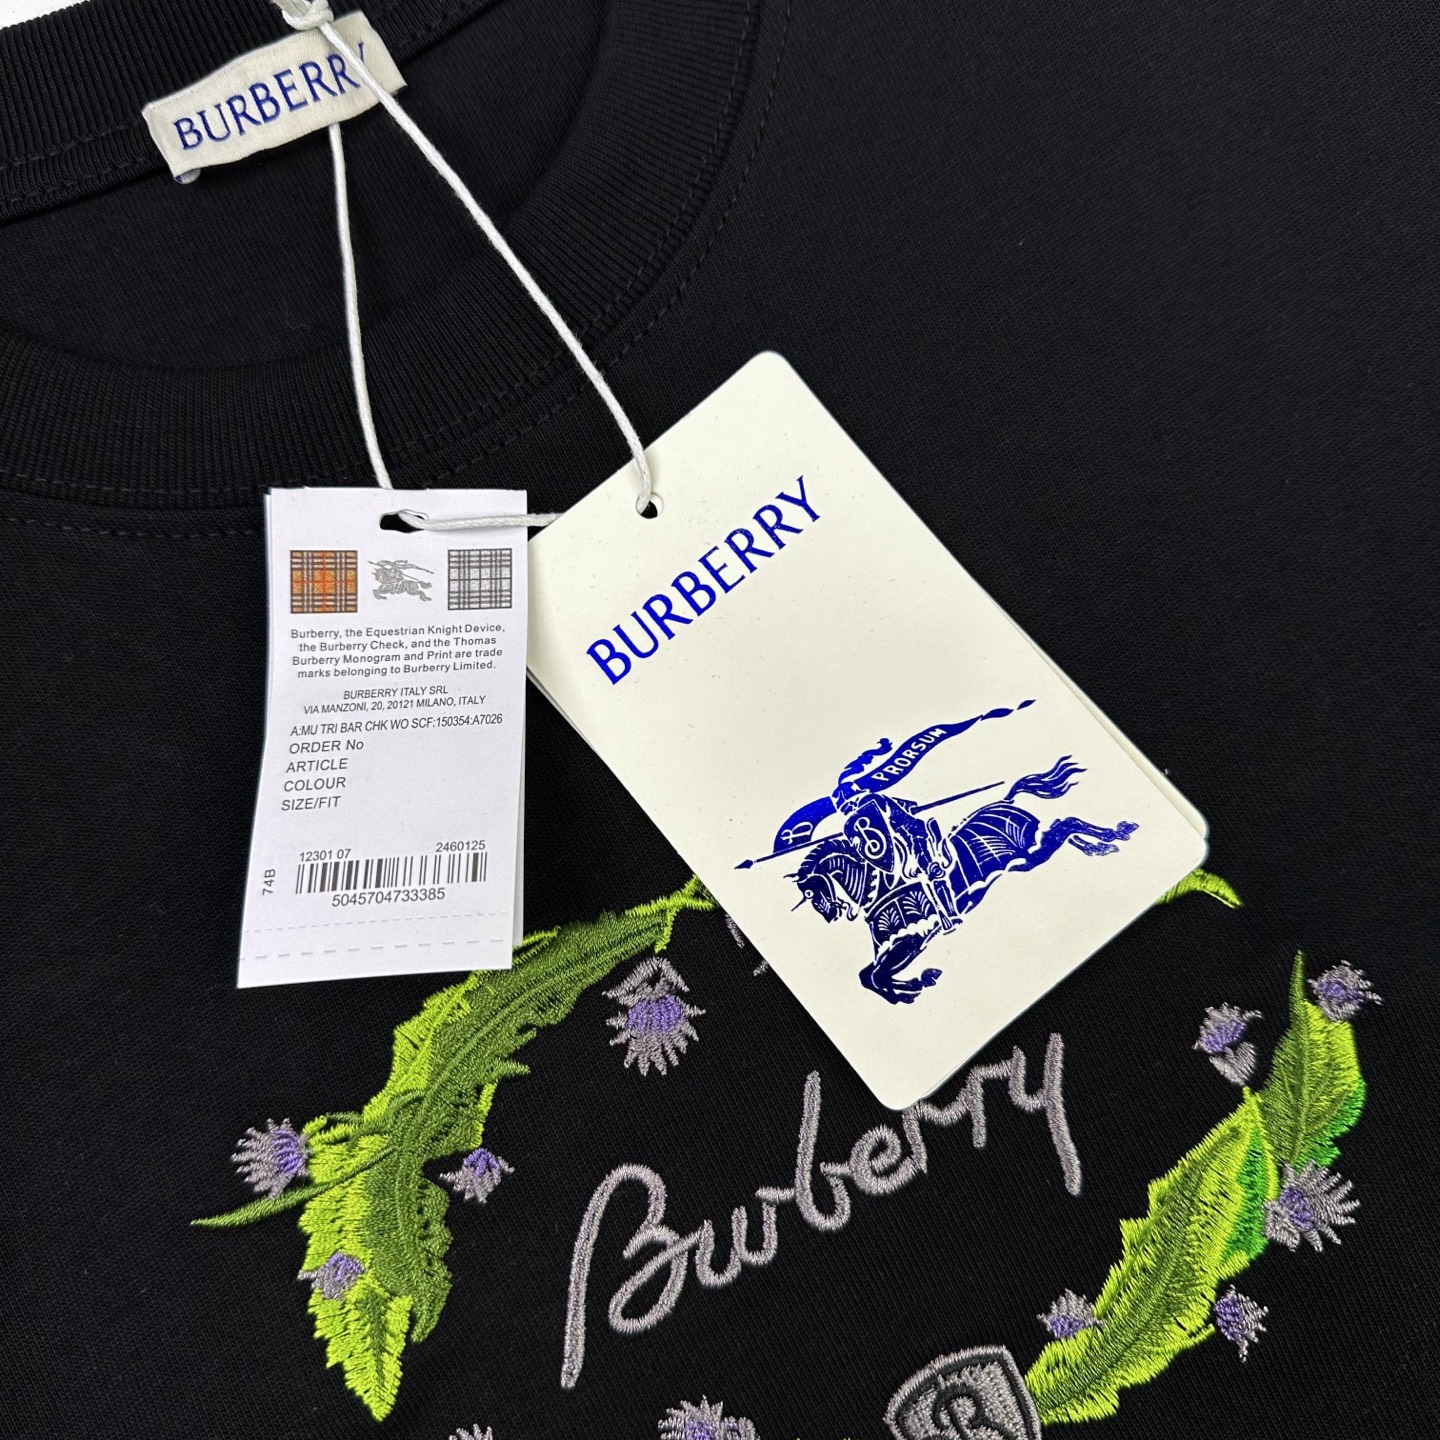 BURBERRY
Burberry, the Equestrian Knight Device,
the Burberry Check, and the Thomas
Burberry Monogram and Print are trade
marks belonging to Burberry Limited.
BURBERRY ITALY SRL
VIA MANZONI, 20, 20121 MILANO, ITALY
A:MU TRI BAR CHK WO SCF:150354:A7026
ORDER No
ARTICLE
COLOUR
SIZE/FIT
12301 07 2460125
74B
5045704733385
BURBERRY
PRORSUM
B
B
Burberry
B